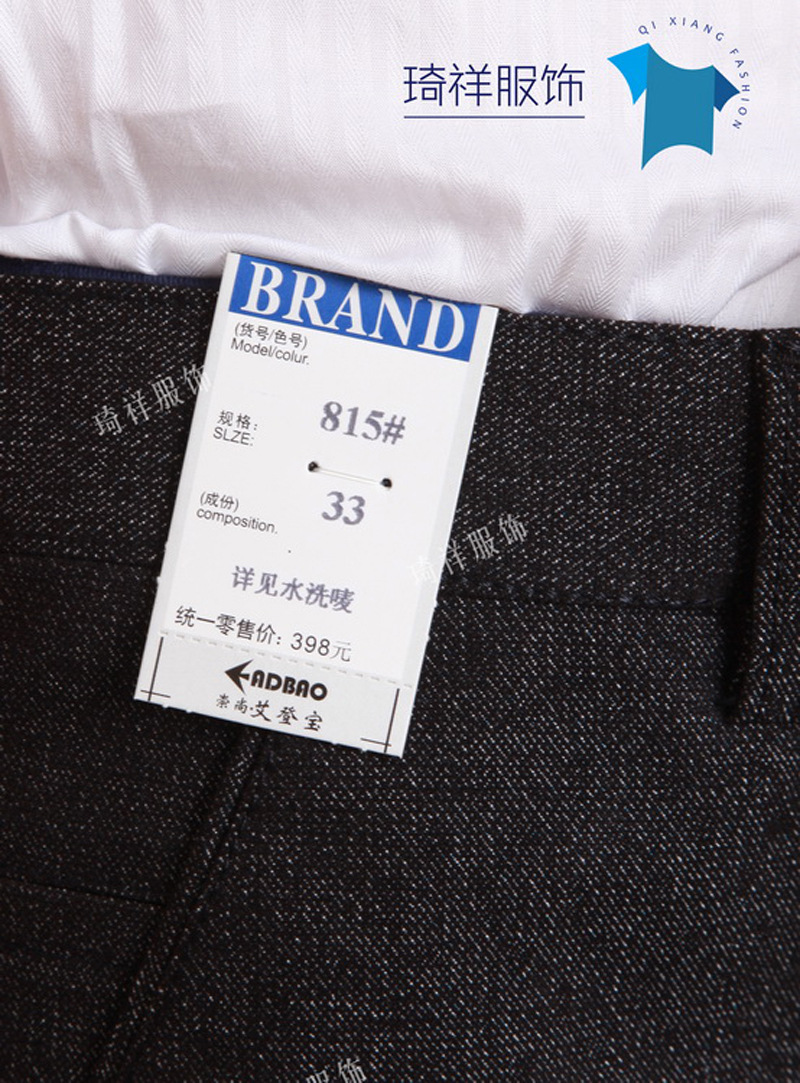 QI XIANG FASHION
琦祥服饰
BRAND
(货号/色号)
Model/colur.
815#
规格:
SLZE:
33
(成份)
composition.
详见水洗唛
统一零售价: 398元
ADBAO
崇尚·艾登宝
琦祥服饰
琦祥服饰
服饰